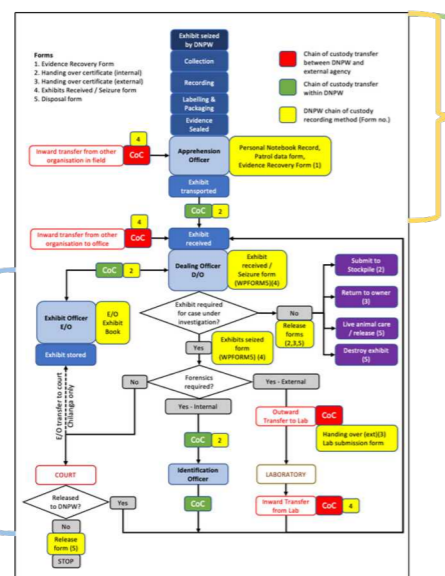 Forms
1. Evidence Recovery Form
2. Handing over certificate (internal)
3. Handing over certificate (external)
4. Exhibits Received / Seizure form
5. Disposal form
Exhibit seized
by DNPW
Collection
Recording
Labelling &
Packaging
Evidence
Sealed
Chain of custody transfer
between DNPW and
external agency
Chain of custody transfer
within DNPW
DNPW chain of custody
recording method (Form no.)
4
Inward transfer from other
organisation in field
CoC
Apprehension
Officer
Personal Notebook Record,
Patrol data form,
Evidence Recovery Form (1)
Exhibit
transported
CoC
2
4
Inward transfer from other
organisation to office
CoC
Exhibit
received
CoC
2
Dealing Officer
D/O
Exhibit
received /
Seizure form
(WPFORMS)(4)
Submit to
Stockpile (2)
Return to owner
(3)
Live animal care
/ release (5)
Destroy exhibit
(5)
Exhibit Officer
E/O
E/O
Exhibit
Book
Exhibit stored
Exhibit required
for case under
investigation?
No
Release
forms
(2,3,5)
Yes
Exhibits seized
form
(WPFORMS) (4)
E/O transfer to court
Chilanga only
No
Forensics
required?
Yes - External
Yes - Internal
Outward
Transfer to Lab
CoC
Handing over (ext)(3)
Lab submission form
CoC
2
COURT
Identification
Officer
LABORATORY
Released
to DNPW?
Yes
CoC
Inward Transfer
from Lab
CoC
4
No
Release
form (5)
STOP